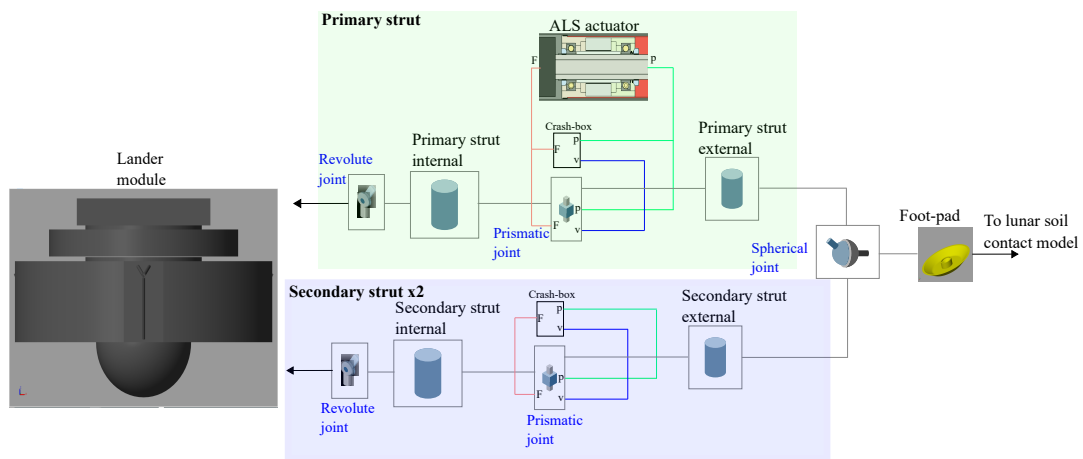 Primary strut
ALS actuator
F
p
Crash-box
p
F
v
Primary strut
internal
Primary strut
external
Revolute
joint
Lander
module
p
F
v
Prismatic
joint
Foot-pad
To lunar soil
contact model
Spherical
joint
Secondary strut x2
Crash-box
p
F
v
Secondary strut
internal
Secondary strut
external
p
F
v
Revolute
joint
Prismatic
joint